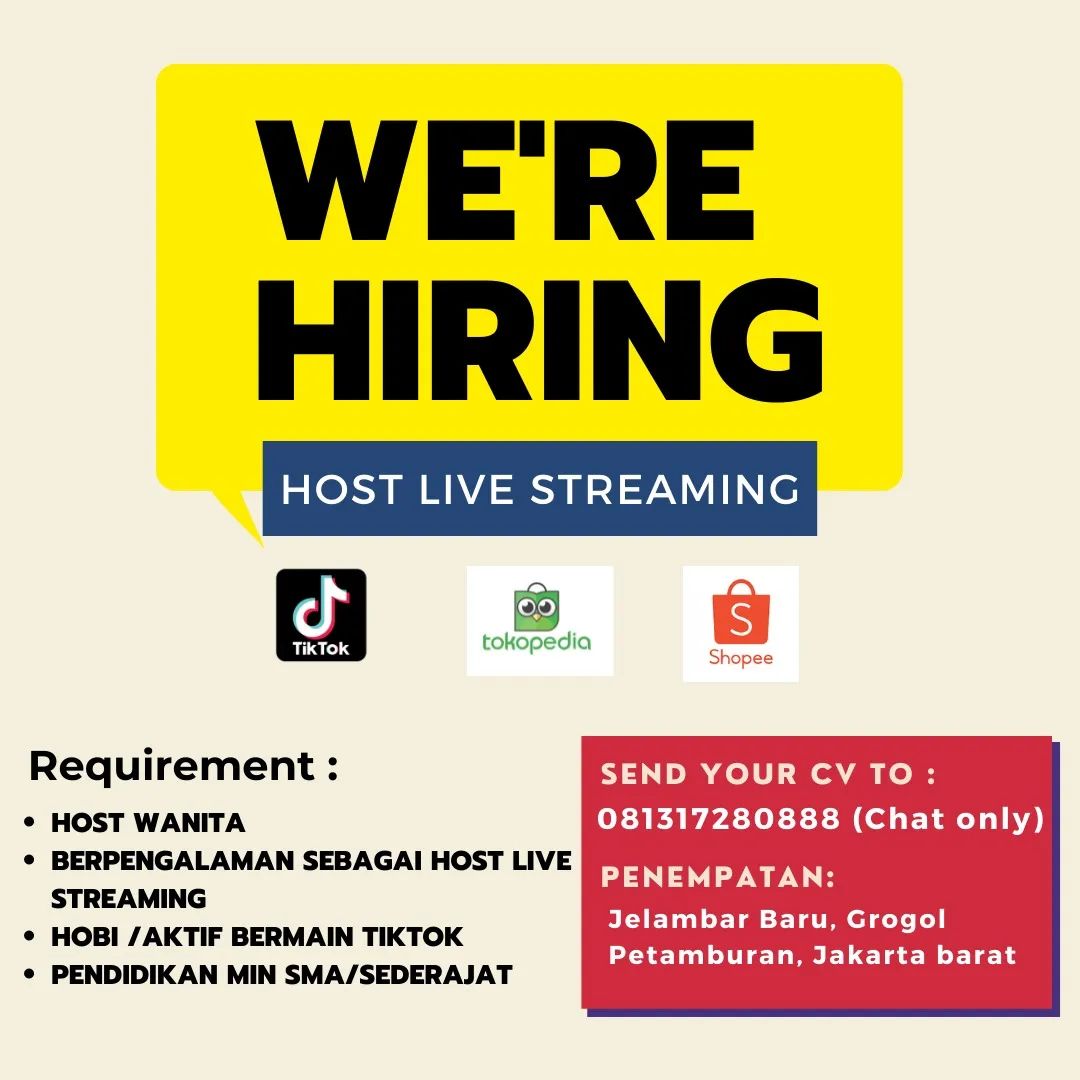 WE'RE
HIRING
HOST LIVE STREAMING
TikTok
tokopedia
S
Shopee
Requirement :
• HOST WANITA
• BERPENGALAMAN SEBAGAI HOST LIVE
STREAMING
• HOBI /AKTIF BERMAIN TIKTOK
• PENDIDIKAN MIN SMA/SEDERAJAT
SEND YOUR CV TO :
081317280888 (Chat only)
PENEMPATAN:
Jelambar Baru, Grogol
Petamburan, Jakarta barat